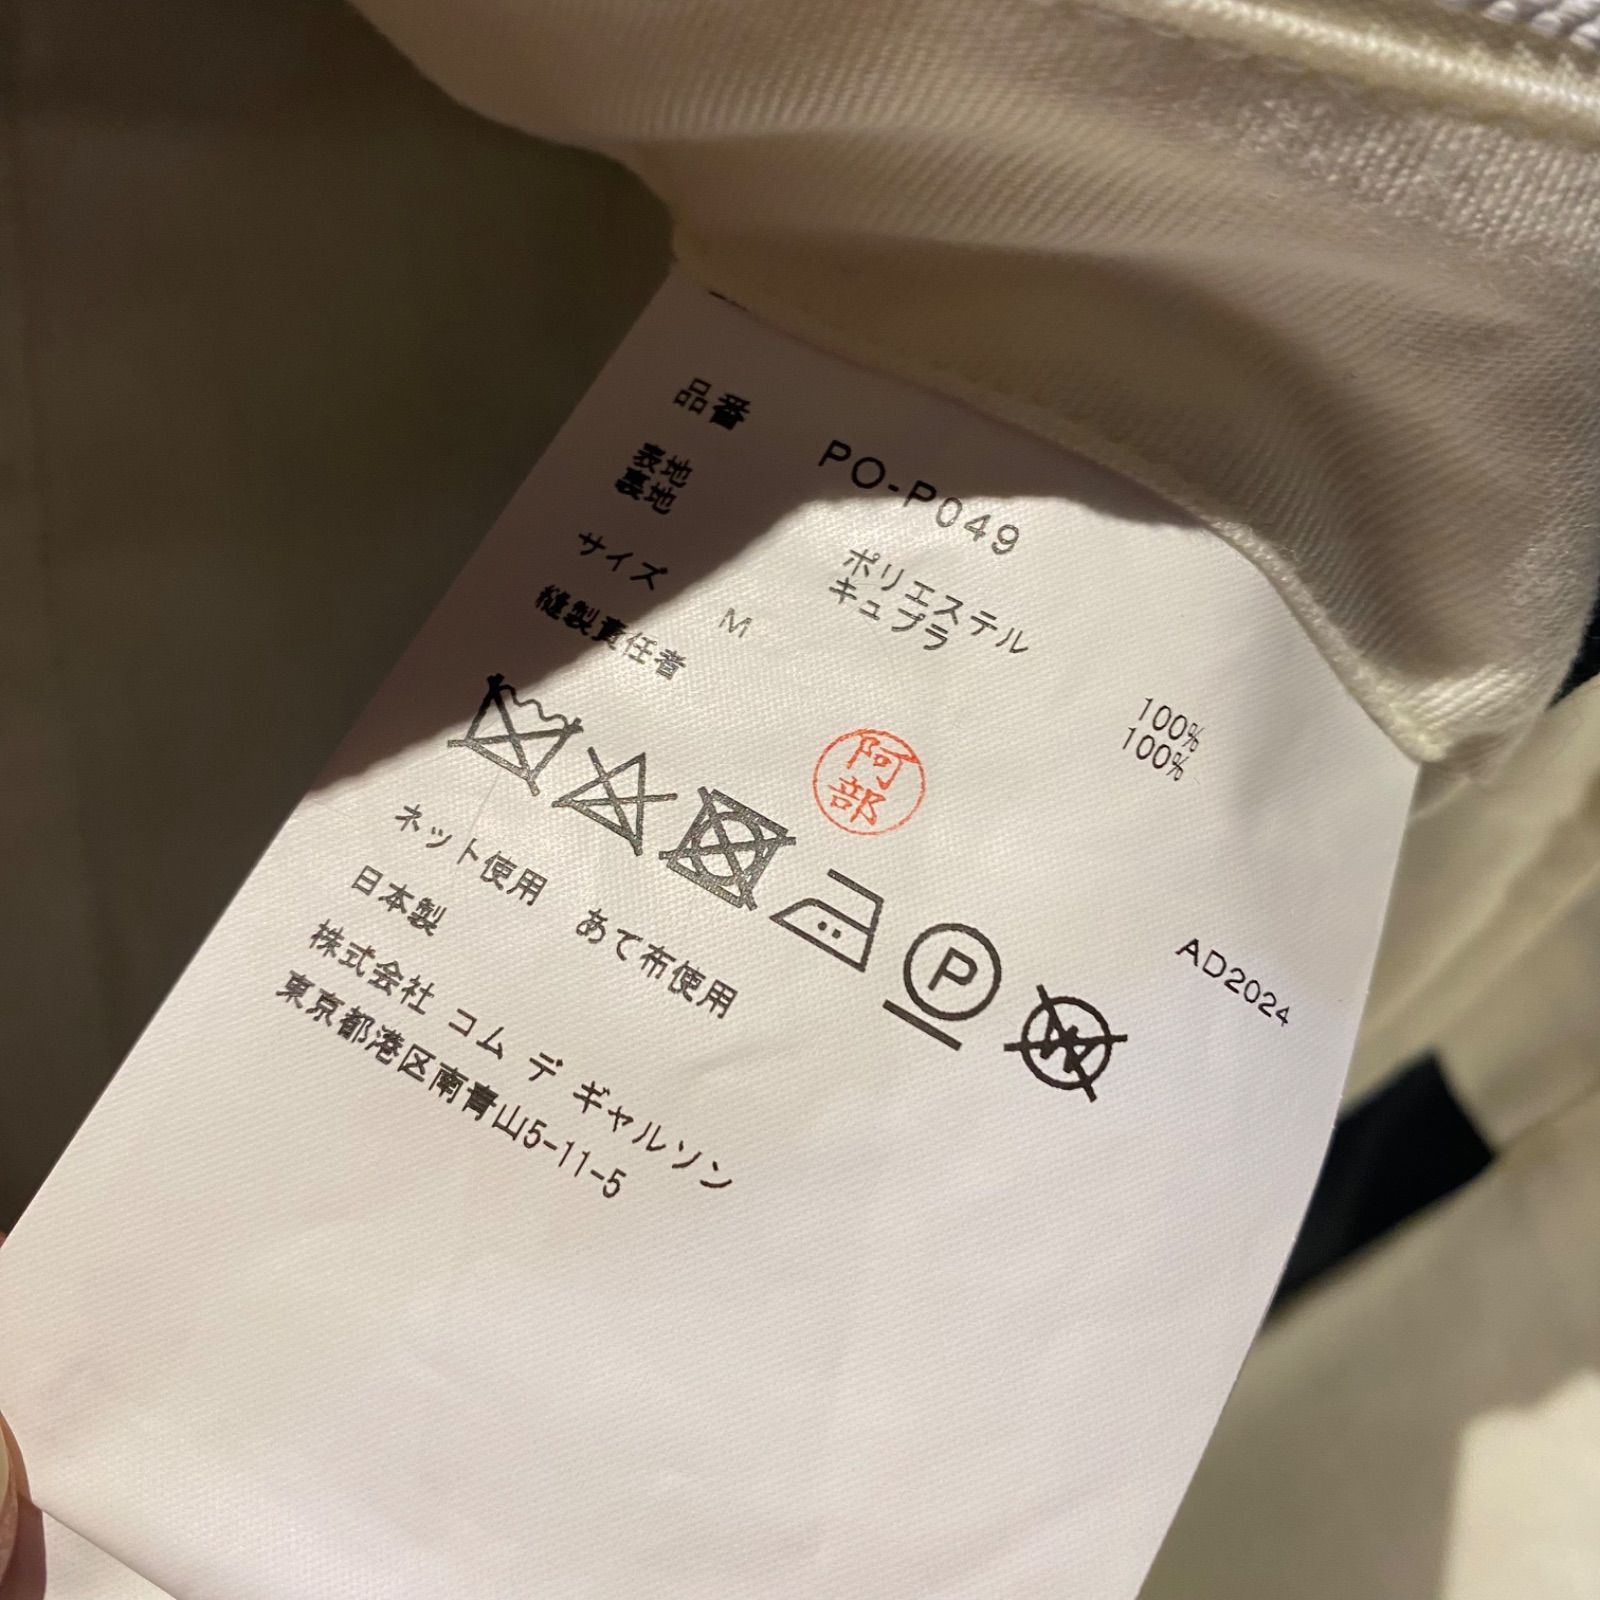 品番 PO-P049
表地 ポリエステル 100%
裏地 キュプラ 100%
サイズ M
縫製責任者
阿部
P
W
AD2024
ネット使用 あて布使用
日本製
株式会社 コム デ ギャルソン
東京都港区南青山5-11-5